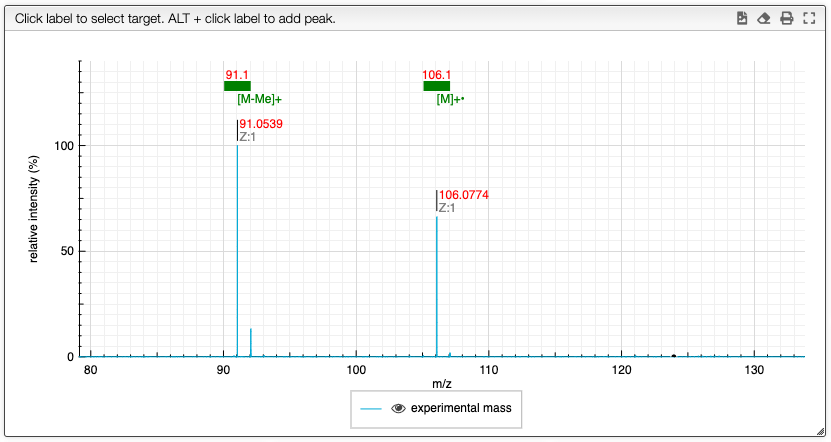 Click label to select target. ALT + click label to add peak.
91.1
[M-Me]+
91.0539
Z:1
106.1
[M]+•
106.0774
Z:1
relative intensity (%)
100
50
0
80 90 100 110 120 130
m/z
experimental mass